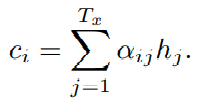 c_i = \sum_{j=1}^{T_x} \alpha_{ij} h_j.